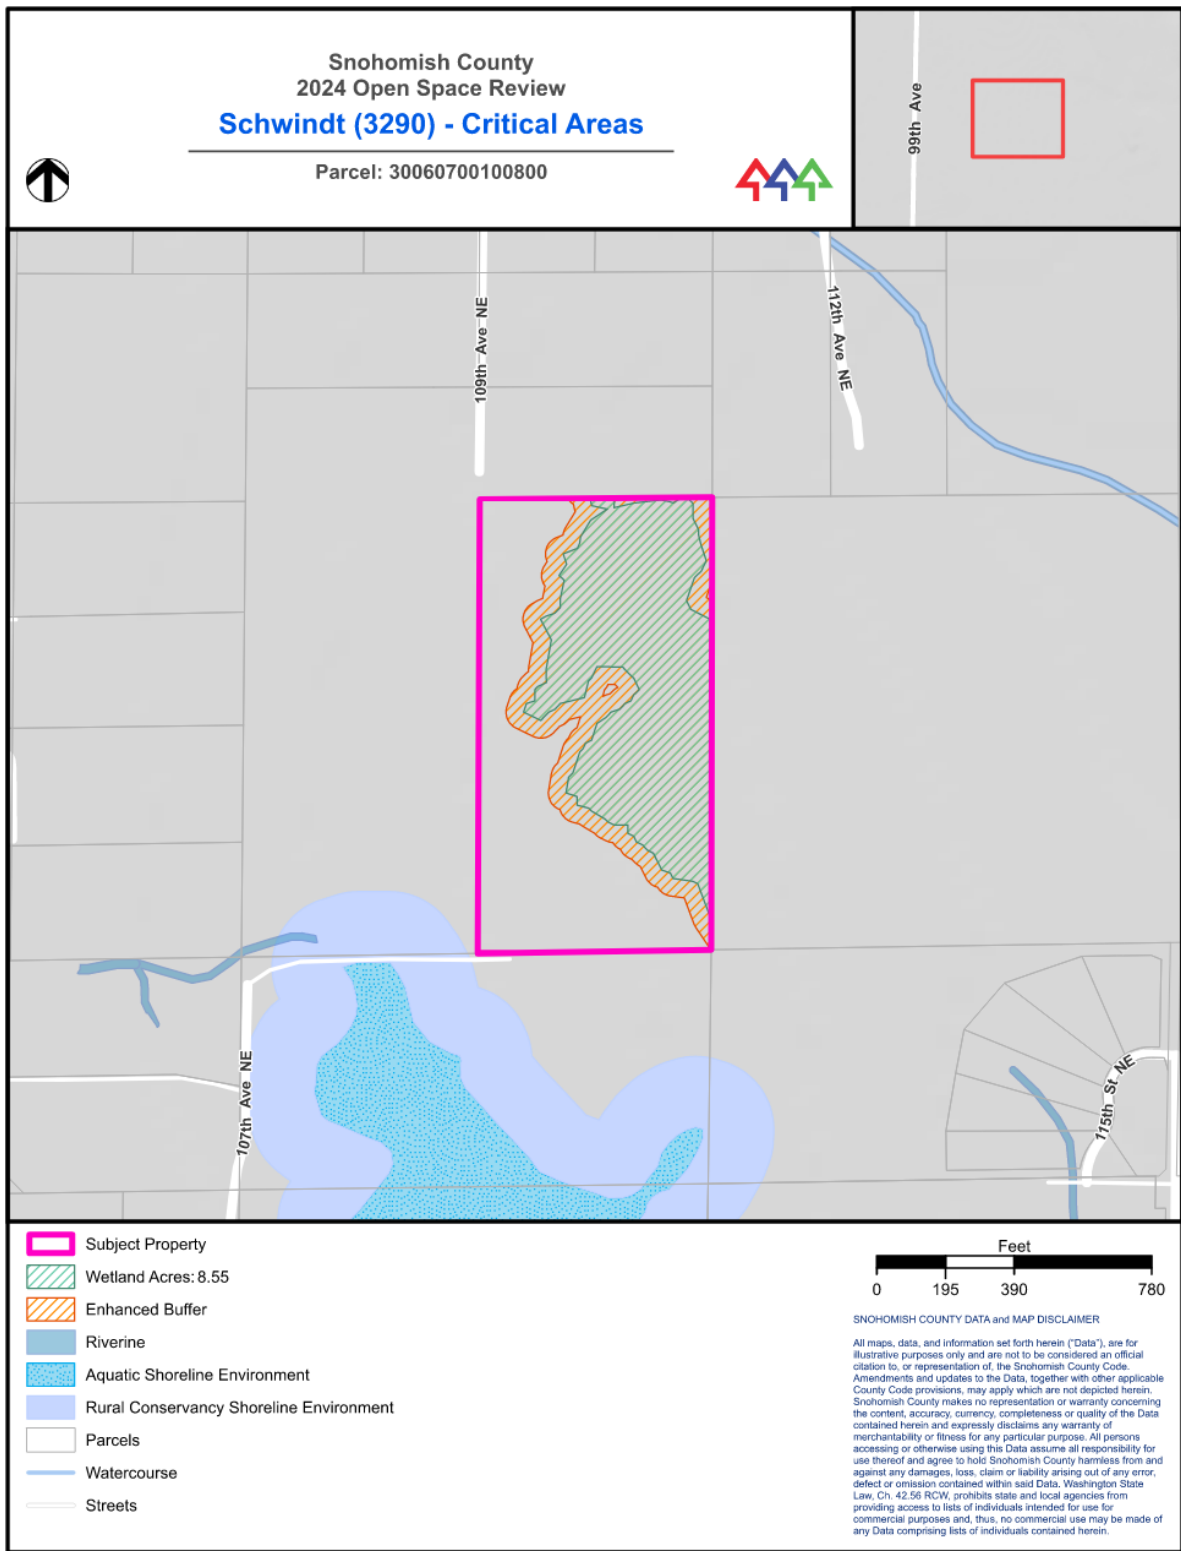 Snohomish County
2024 Open Space Review
Schwindt (3290) - Critical Areas
Parcel: 30060700100800
99th Ave
109th Ave NE
112th Ave NE
107th Ave NE
115th St NE
Subject Property
Wetland Acres: 8.55
Enhanced Buffer
Riverine
Aquatic Shoreline Environment
Rural Conservancy Shoreline Environment
Parcels
Watercourse
Streets
Feet
0 195 390 780
SNOHOMISH COUNTY DATA and MAP DISCLAIMER
All maps, data, and information set forth herein ("Data"), are for
illustrative purposes only and are not to be considered an official
citation to, or representation of, the Snohomish County Code.
Amendments and updates to the Data, together with other applicable
County Code provisions, may apply which are not depicted herein.
Snohomish County makes no representation or warranty concerning
the content, accuracy, currency, completeness or quality of the Data
contained herein and expressly disclaims any warranty of
merchantability or fitness for any particular purpose. All persons
accessing or otherwise using this Data assume all responsibility for
use thereof and agree to hold Snohomish County harmless from and
against any damages, loss, claim or liability arising out of any error,
defect or omission contained within said Data. Washington State
Law, Ch. 42.56 RCW, prohibits state and local agencies from
providing access to lists of individuals intended for use for
commercial purposes and, thus, no commercial use may be made of
any Data comprising lists of individuals contained herein.